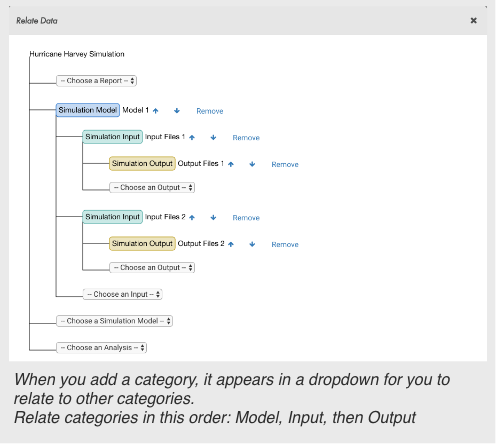 Relate Data
Hurricane Harvey Simulation
-- Choose a Report --
Simulation Model Model 1 Remove
Simulation Input Input Files 1 Remove
Simulation Output Output Files 1 Remove
-- Choose an Output --
Simulation Input Input Files 2 Remove
Simulation Output Output Files 2 Remove
-- Choose an Output --
-- Choose an Input --
-- Choose a Simulation Model --
-- Choose an Analysis --
When you add a category, it appears in a dropdown for you to
relate to other categories.
Relate categories in this order: Model, Input, then Output